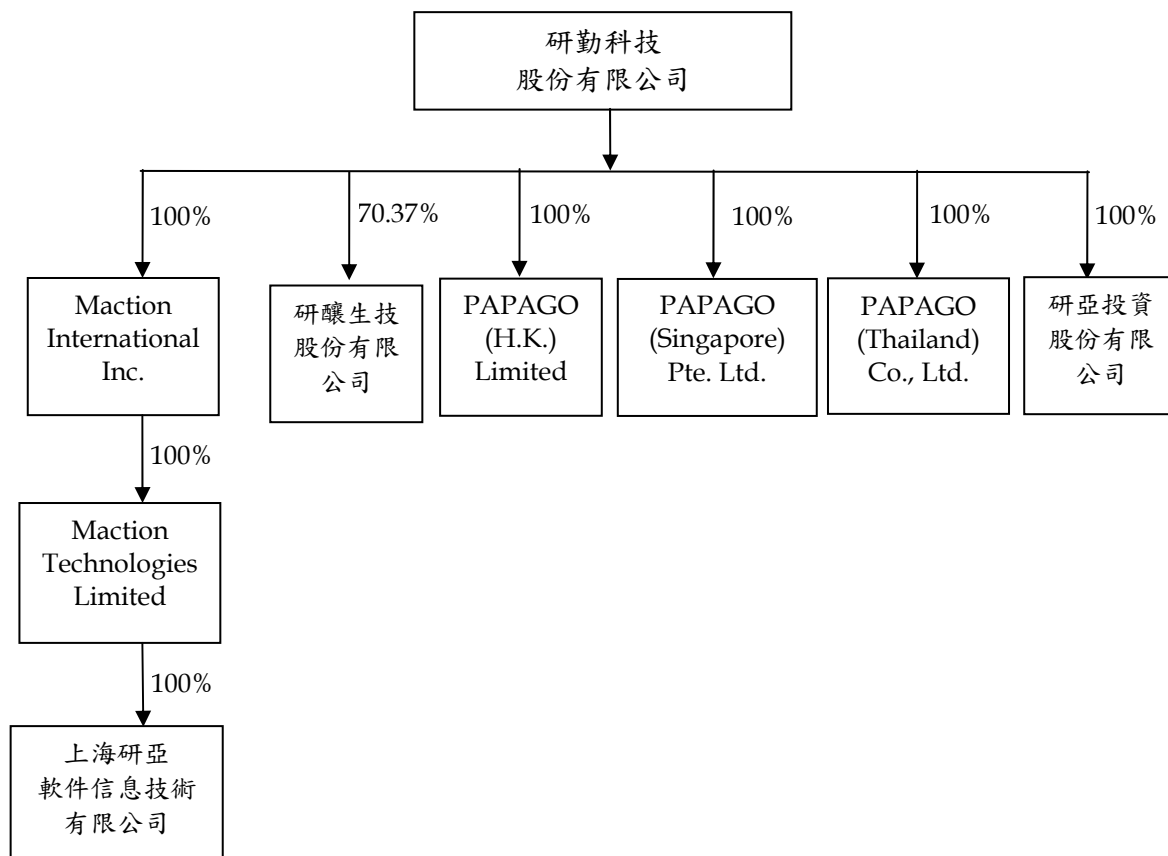 研勤科技
股份有限公司
100%
70.37%
100%
100%
100%
100%
Maction
International
Inc.
研釀生技
股份有限
公司
PAPAGO
(H.K.)
Limited
PAPAGO
(Singapore)
Pte. Ltd.
PAPAGO
(Thailand)
Co., Ltd.
研亞投資
股份有限
公司
100%
Maction
Technologies
Limited
100%
上海研亞
軟件信息技術
有限公司